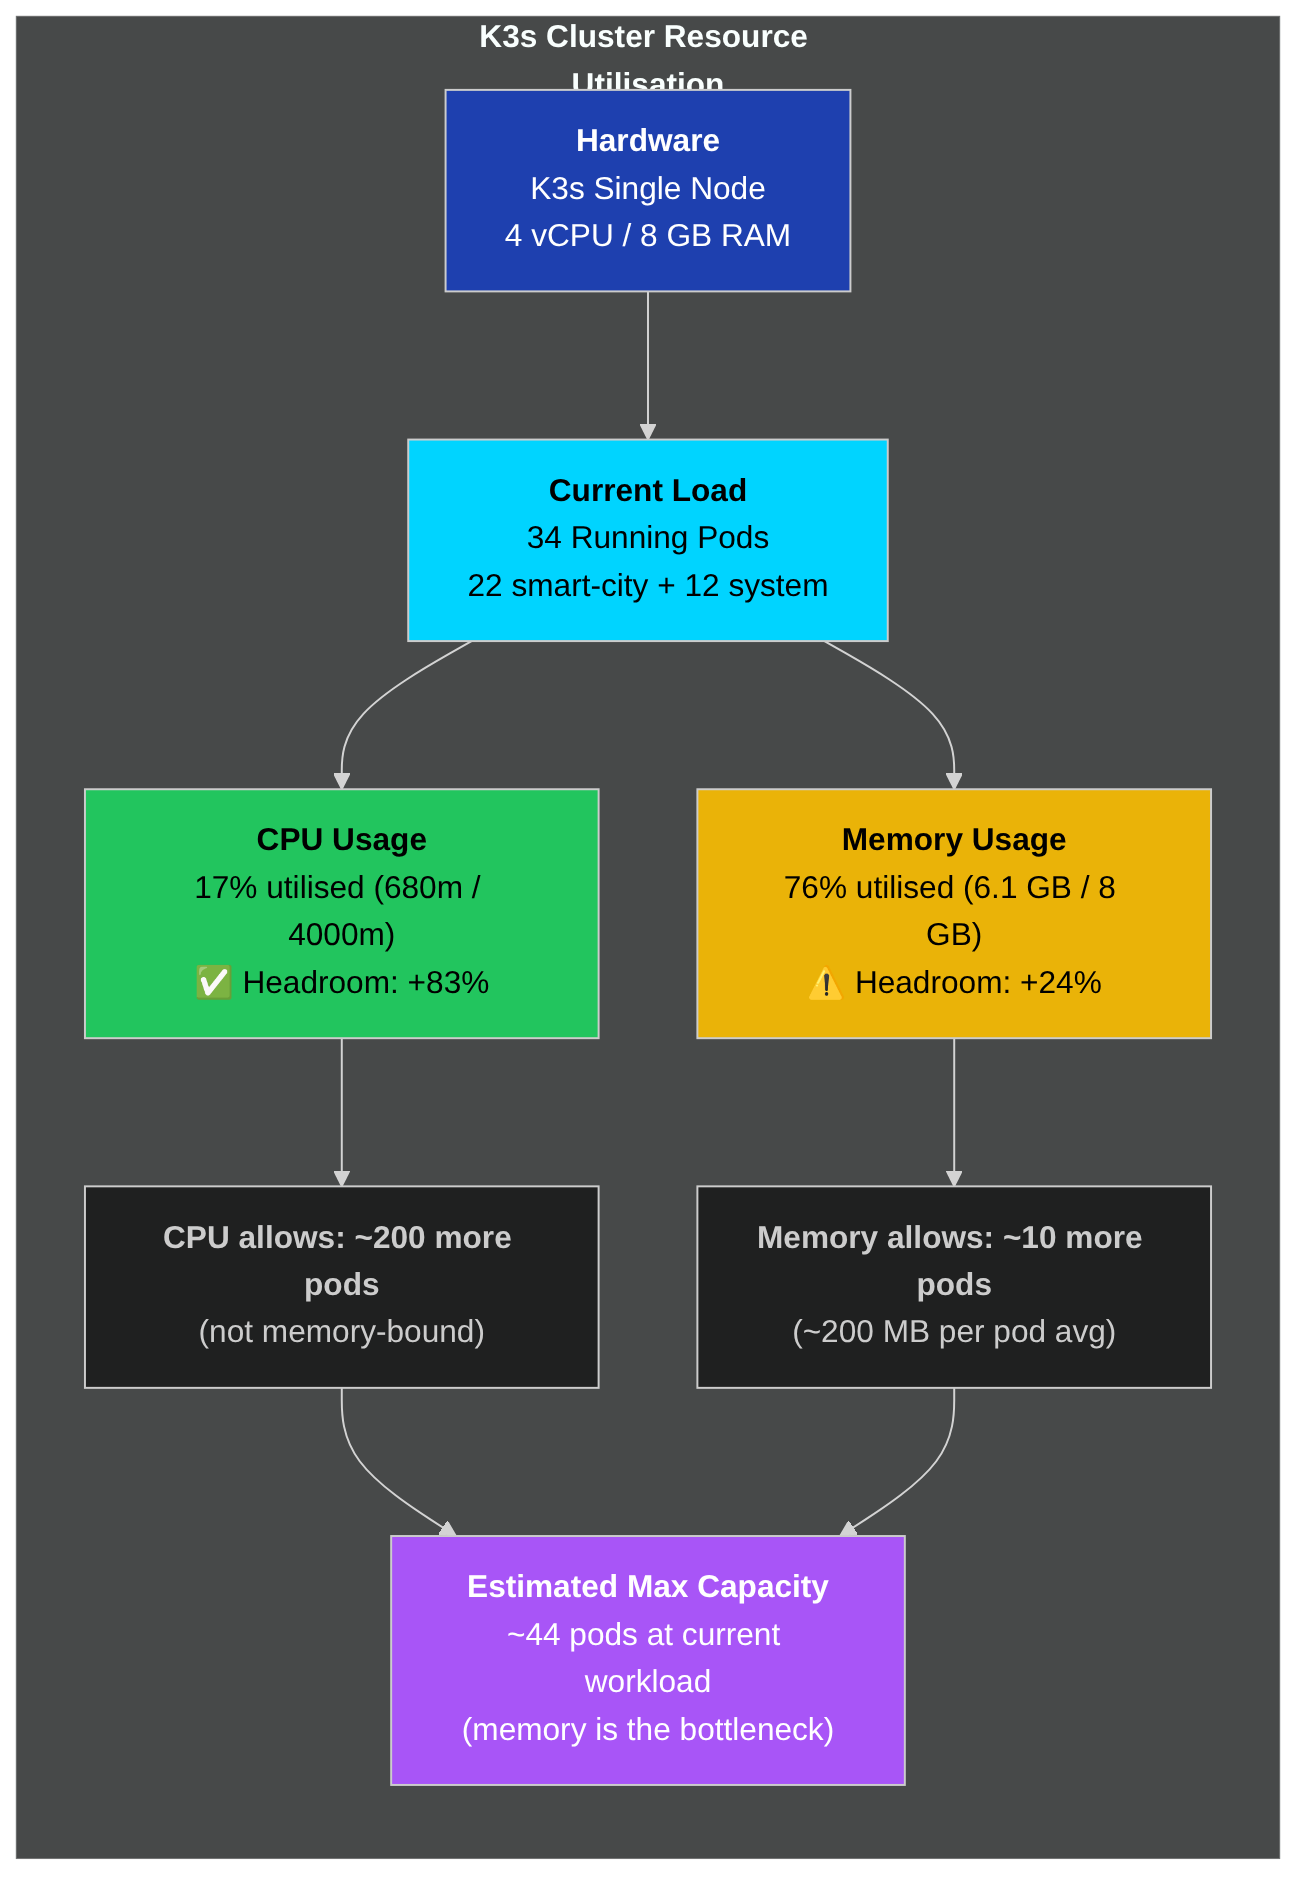 K3s Cluster Resource
Utilisation
Hardware
K3s Single Node
4 vCPU / 8 GB RAM
Current Load
34 Running Pods
22 smart-city + 12 system
CPU Usage
17% utilised (680m /
4000m)
✅ Headroom: +83%
Memory Usage
76% utilised (6.1 GB / 8
GB)
⚠️ Headroom: +24%
CPU allows: ~200 more
pods
(not memory-bound)
Memory allows: ~10 more
pods
(~200 MB per pod avg)
Estimated Max Capacity
~44 pods at current
workload
(memory is the bottleneck)